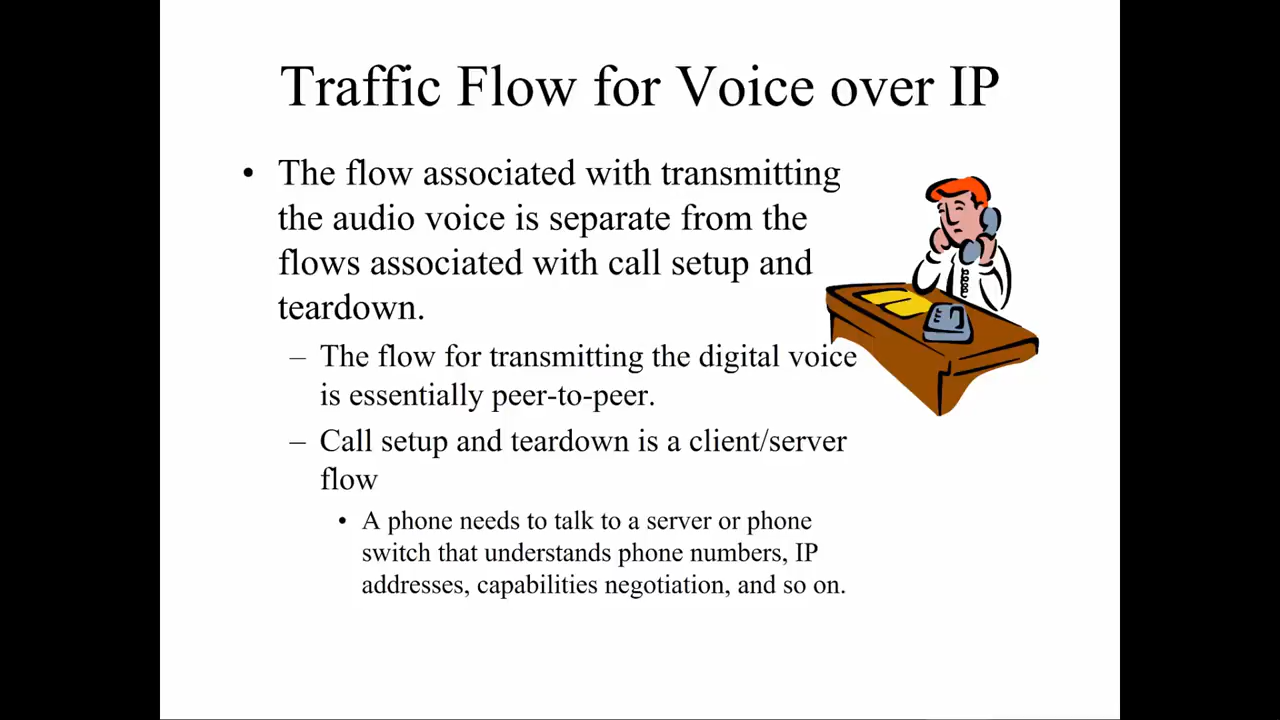 Traffic Flow for Voice over IP
• The flow associated with transmitting
the audio voice is separate from the
flows associated with call setup and
teardown.
– The flow for transmitting the digital voice
is essentially peer-to-peer.
– Call setup and teardown is a client/server
flow
• A phone needs to talk to a server or phone
switch that understands phone numbers, IP
addresses, capabilities negotiation, and so on.